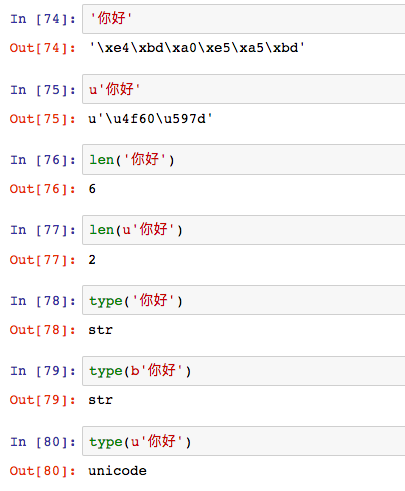 In [74]: '你好'
Out[74]: '\xe4\xbd\xa0\xe5\xa5\xbd'
In [75]: u'你好'
Out[75]: u'\u4f60\u597d'
In [76]: len('你好')
Out[76]: 6
In [77]: len(u'你好')
Out[77]: 2
In [78]: type('你好')
Out[78]: str
In [79]: type(b'你好')
Out[79]: str
In [80]: type(u'你好')
Out[80]: unicode